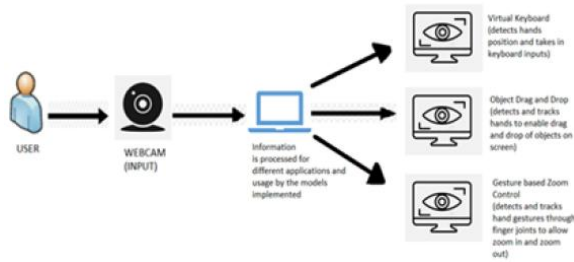 USER
WEBCAM
(INPUT)
Information
is processed for
different applications and
usage by the models
implemented
Virtual Keyboard
(detects hands
position and takes in
keyboard inputs)
Object Drag and Drop
(detects and tracks
hands to enable drag
and drop of objects on
screen)
Gesture based Zoom
Control
(detects and tracks
hand gestures through
finger joints to allow
zoom in and zoom
out)